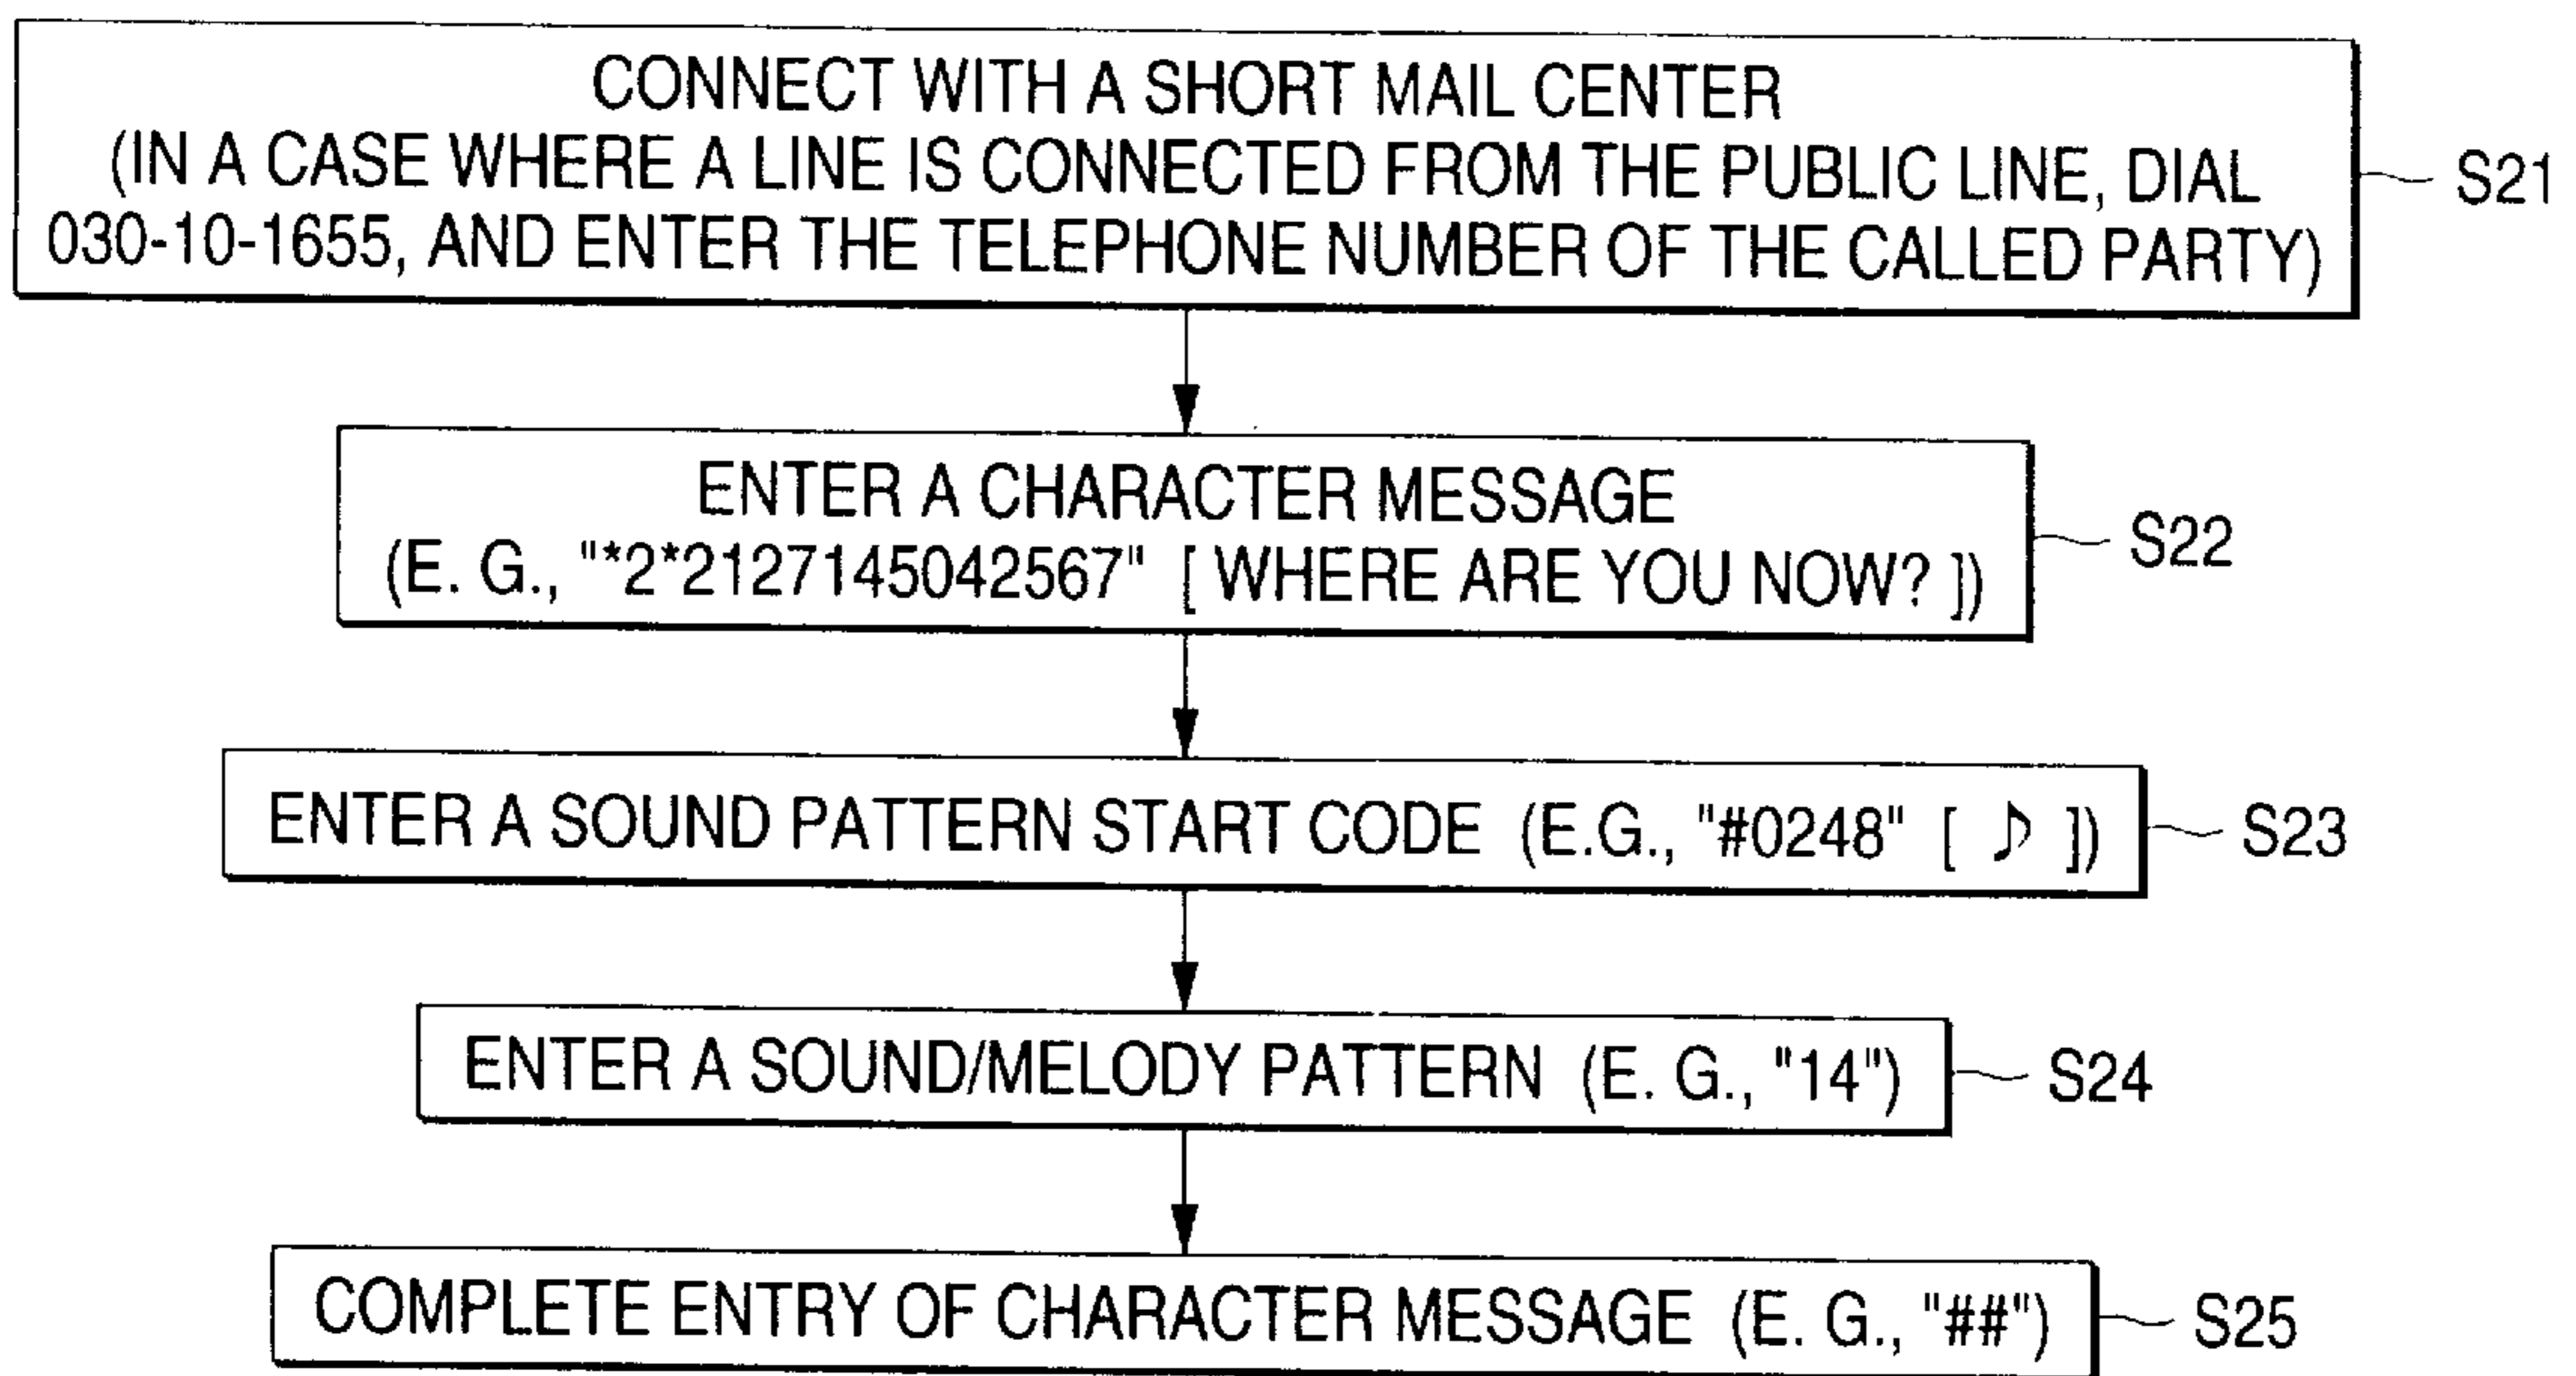 CONNECT WITH A SHORT MAIL CENTER
(IN A CASE WHERE A LINE IS CONNECTED FROM THE PUBLIC LINE, DIAL
030-10-1655, AND ENTER THE TELEPHONE NUMBER OF THE CALLED PARTY)
S21
ENTER A CHARACTER MESSAGE
(E. G., "*2*2127145042567" [ WHERE ARE YOU NOW? ])
S22
ENTER A SOUND PATTERN START CODE (E.G., "#0248" [ ♪ ])
S23
ENTER A SOUND/MELODY PATTERN (E. G., "14")
S24
COMPLETE ENTRY OF CHARACTER MESSAGE (E. G., "##")
S25